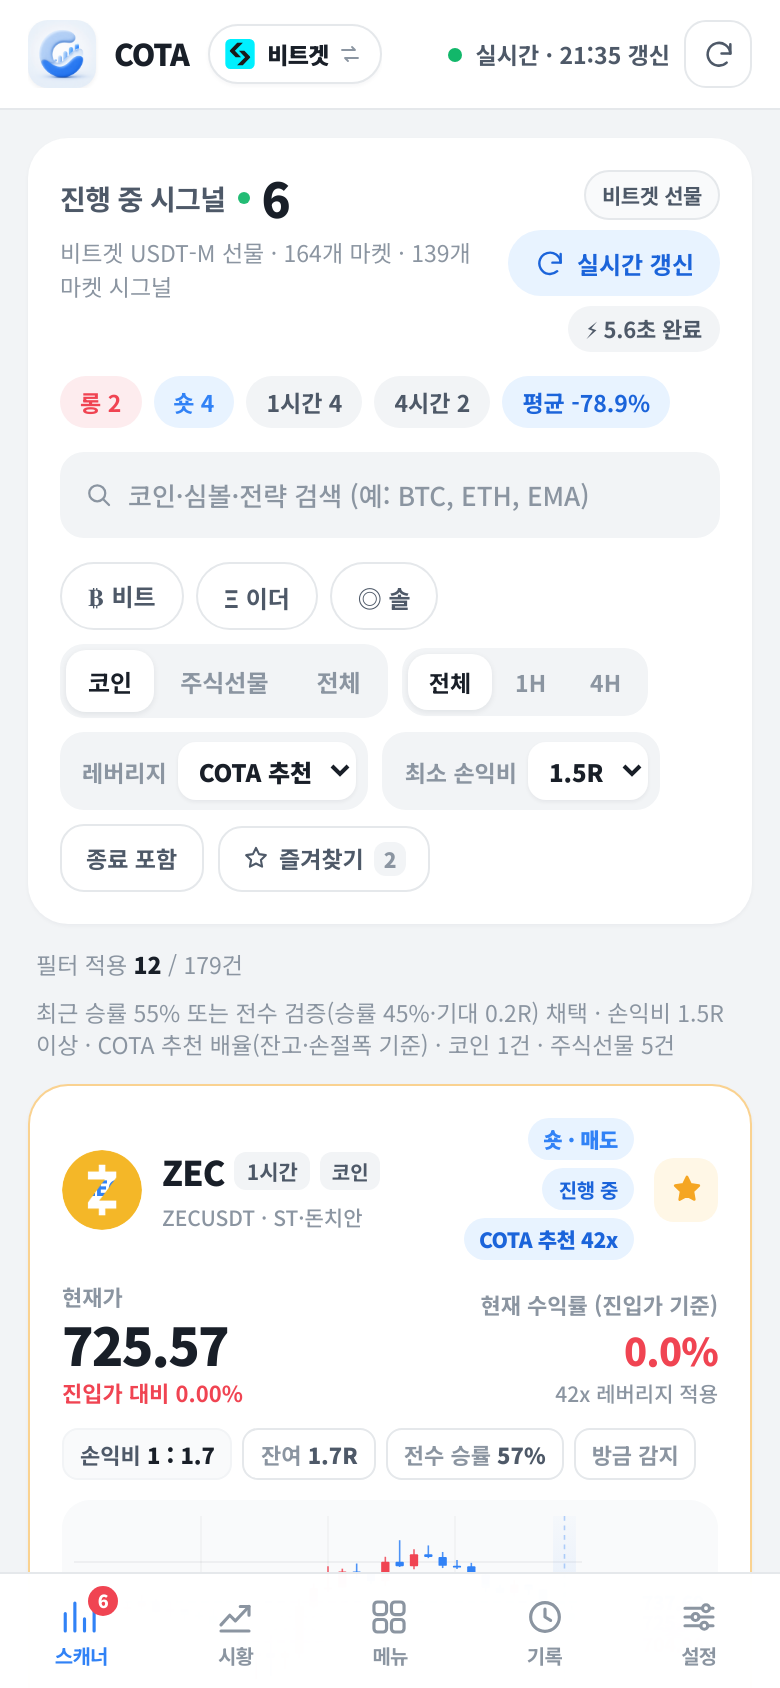 COTA
비트겟
실시간 · 21:35 갱신
진행 중 시그널
6
비트겟 선물
비트겟 USDT-M 선물 · 164개 마켓 · 139개
마켓 시그널
실시간 갱신
⚡ 5.6초 완료
롱 2
숏 4
1시간 4
4시간 2
평균 -78.9%
코인·심볼·전략 검색 (예: BTC, ETH, EMA)
₿ 비트
Ξ 이더
◎ 솔
코인
주식선물
전체
전체
1H
4H
레버리지
COTA 추천
최소 손익비
1.5R
종료 포함
즐겨찾기 2
필터 적용 12 / 179건
최근 승률 55% 또는 전수 검증(승률 45%·기대 0.2R) 채택 · 손익비 1.5R
이상 · COTA 추천 배율(잔고·손절폭 기준) · 코인 1건 · 주식선물 5건
숏 · 매도
ZEC
1시간
코인
진행 중
ZECUSDT · ST·돈치안
COTA 추천 42x
현재가
현재 수익률 (진입가 기준)
725.57
0.0%
진입가 대비 0.00%
42x 레버리지 적용
손익비 1 : 1.7
잔여 1.7R
전수 승률 57%
방금 감지
6
스캐너
시황
메뉴
기록
설정